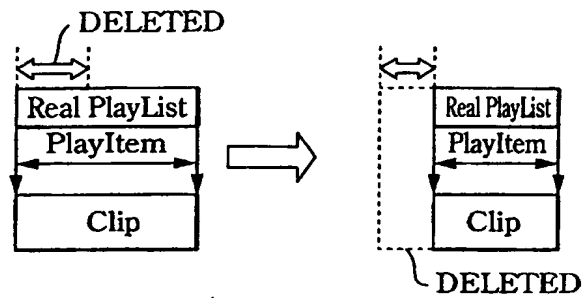 DELETED
Real PlayList
PlayItem
Clip
Real PlayList
PlayItem
Clip
DELETED